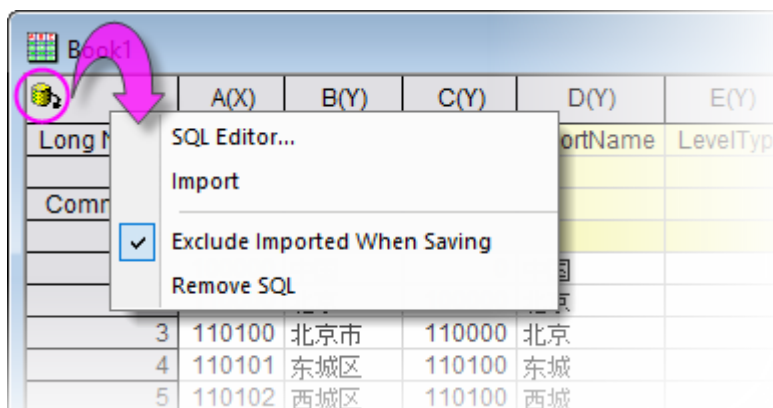 Book1
A(X) B(Y) C(Y) D(Y) E(Y)
Long N ortName LevelTyp
SQL Editor...
Import
Comm
Exclude Imported When Saving
Remove SQL
京
3 110100 北京市 110000 北京
4 110101 东城区 110100 东城
5 110102 西城区 110100 西城